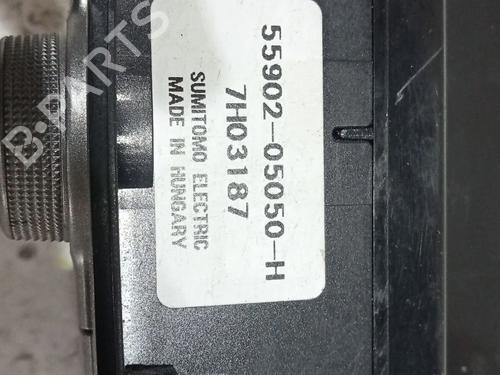 55902-05050-H
7H03187
SUMITOMO ELECTRIC
MADE IN HUNGARY
B-PARTS